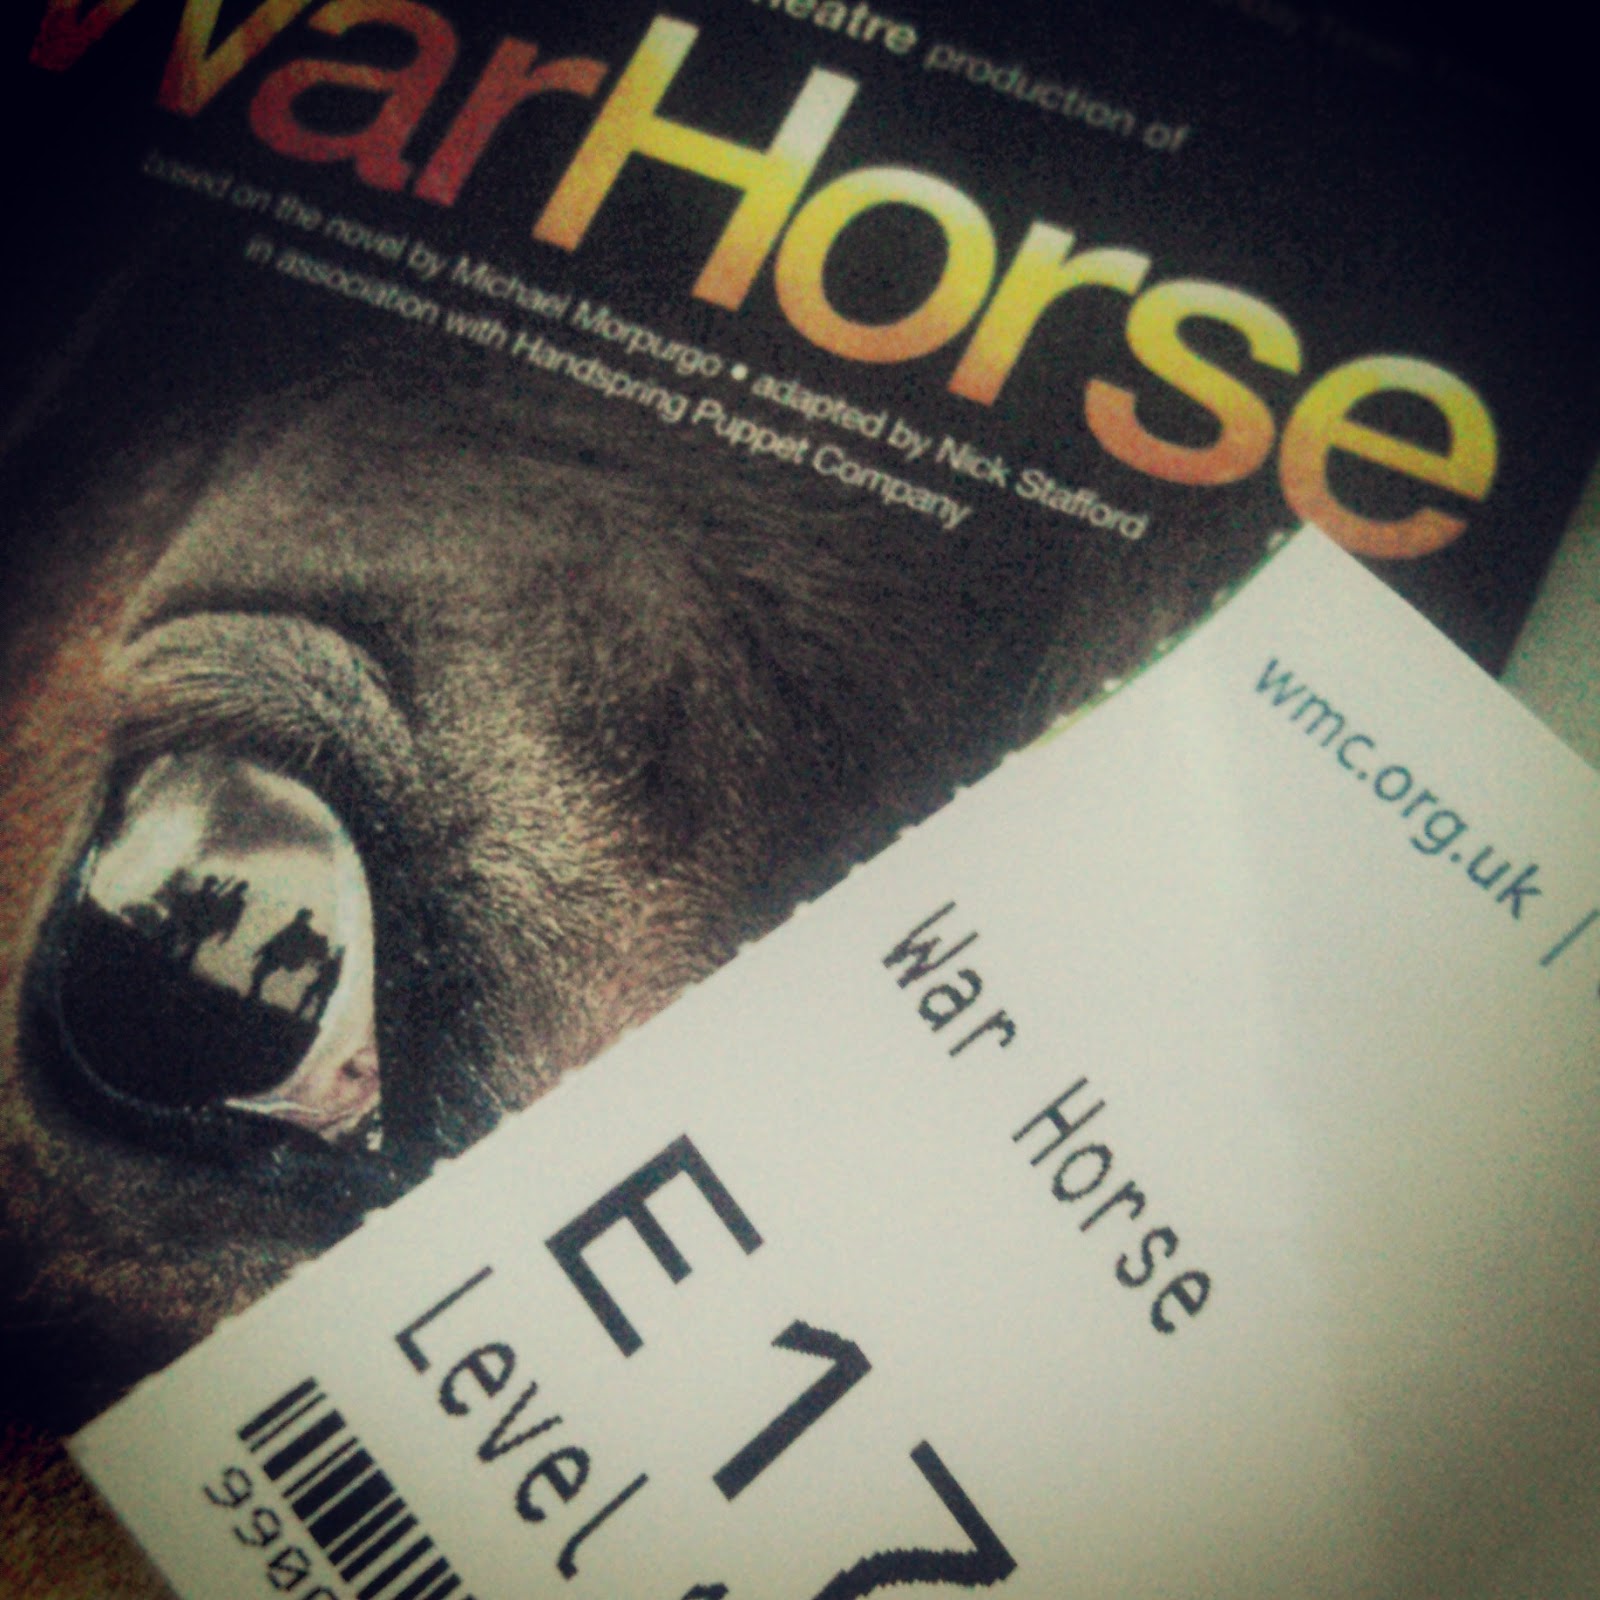 heatre production of
WarHorse
based on the novel by Michael Morpurgo • adapted by Nick Stafford
in association with Handspring Puppet Company
wmc.org.uk |
War Horse
E17
Level
990